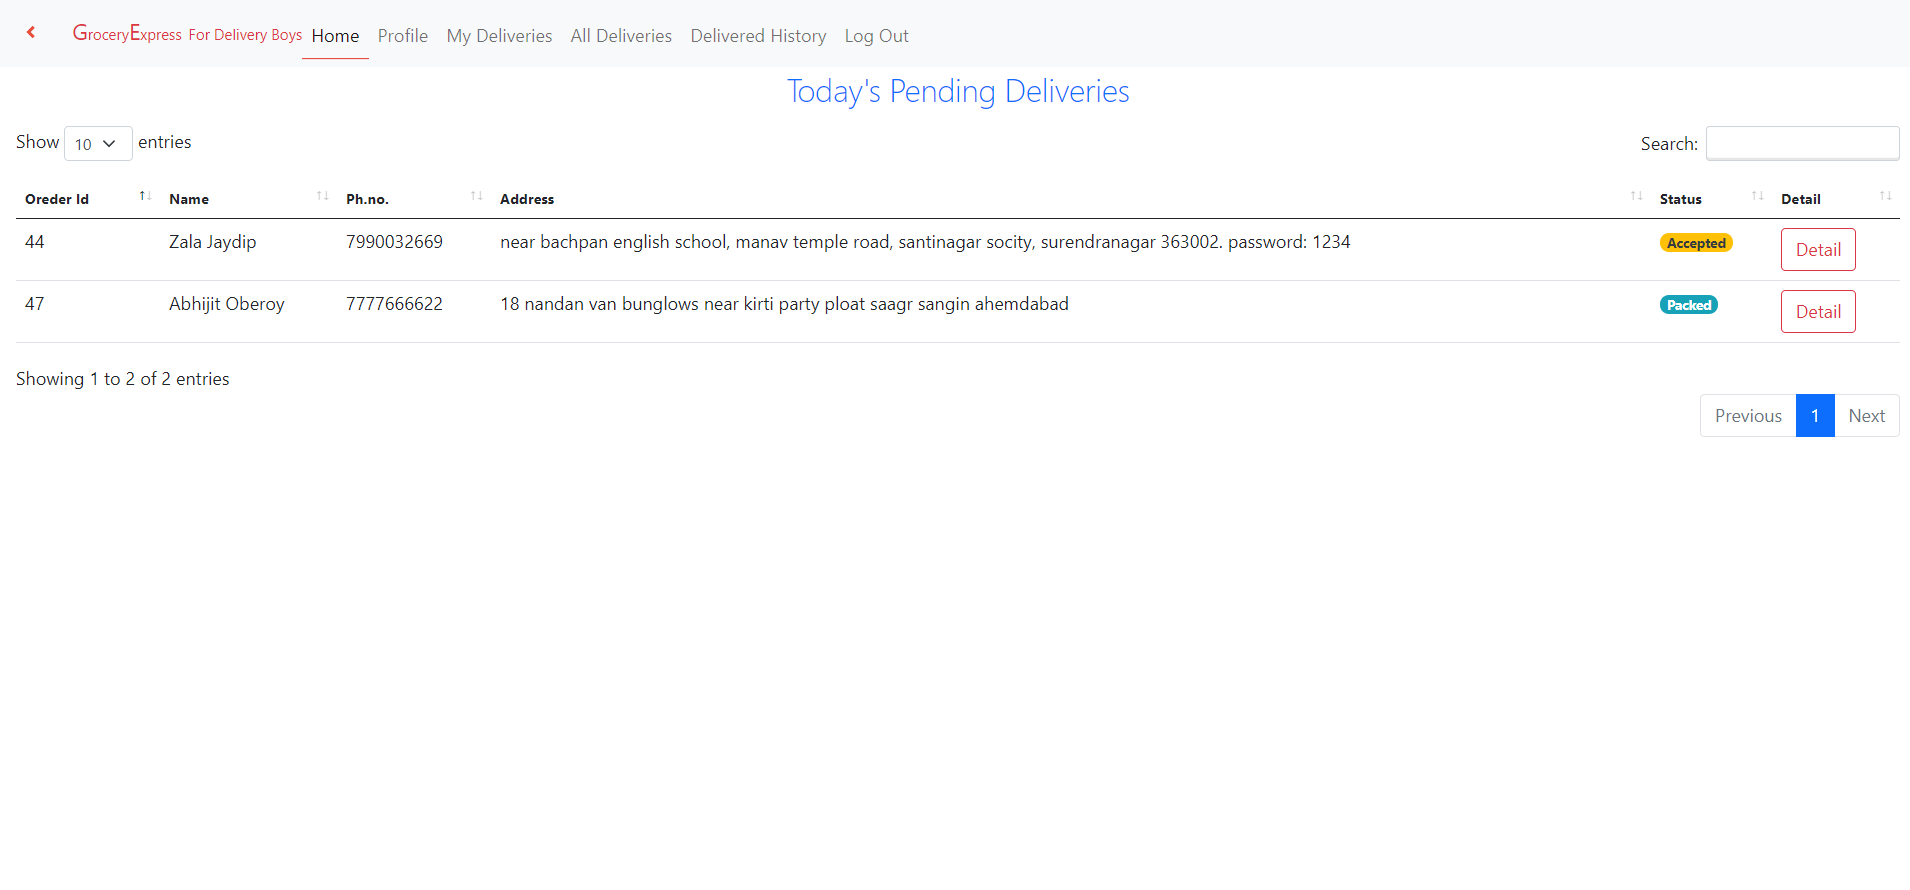 GroceryExpress For Delivery Boys Home Profile My Deliveries All Deliveries Delivered History Log Out
Today's Pending Deliveries
Show 10 entries Search:
Oreder Id Name Ph.no. Address Status Detail
44 Zala Jaydip 7990032669 near bachpan english school, manav temple road, santinagar socity, surendranagar 363002. password: 1234 Accepted Detail
47 Abhijit Oberoy 7777666622 18 nandan van bunglows near kirti party ploat saagr sangin ahemdabad Packed Detail
Showing 1 to 2 of 2 entries
Previous 1 Next